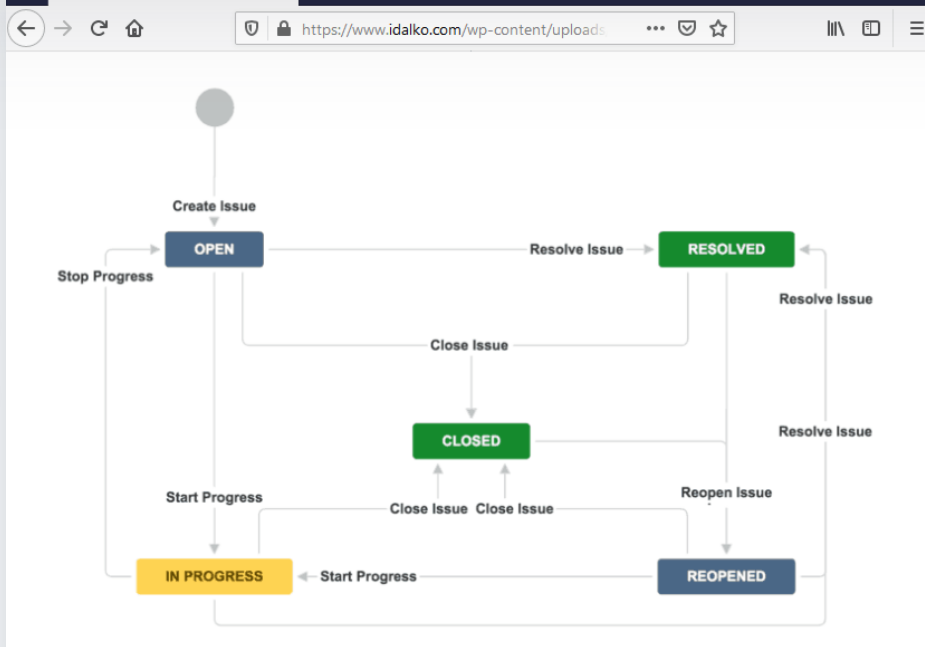 https://www.idalko.com/wp-content/uploads
Create Issue
OPEN
Resolve Issue
RESOLVED
Stop Progress
Resolve Issue
Close Issue
Resolve Issue
CLOSED
Start Progress
Reopen Issue
Close Issue Close Issue
IN PROGRESS
Start Progress
REOPENED